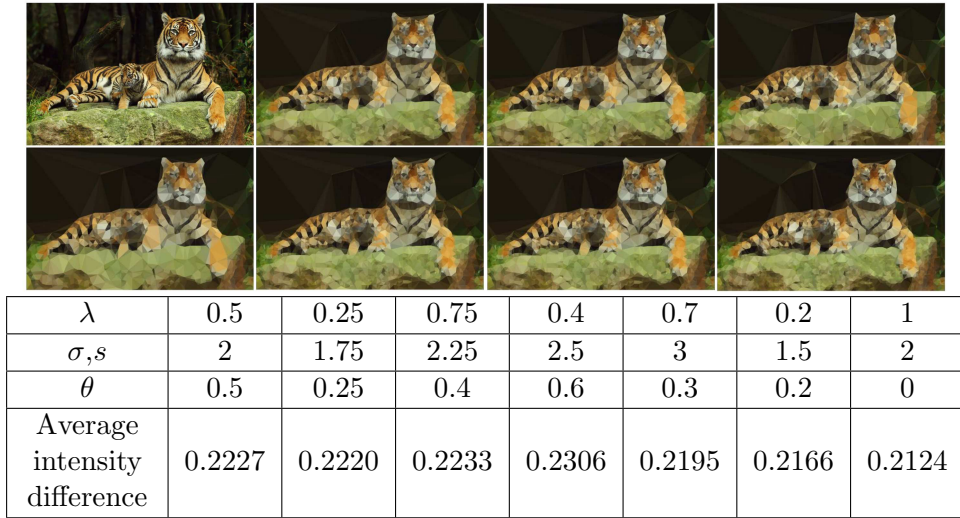 λ 0.5 0.25 0.75 0.4 0.7 0.2 1
σ,s 2 1.75 2.25 2.5 3 1.5 2
θ 0.5 0.25 0.4 0.6 0.3 0.2 0
Average
intensity
difference
0.2227 0.2220 0.2233 0.2306 0.2195 0.2166 0.2124